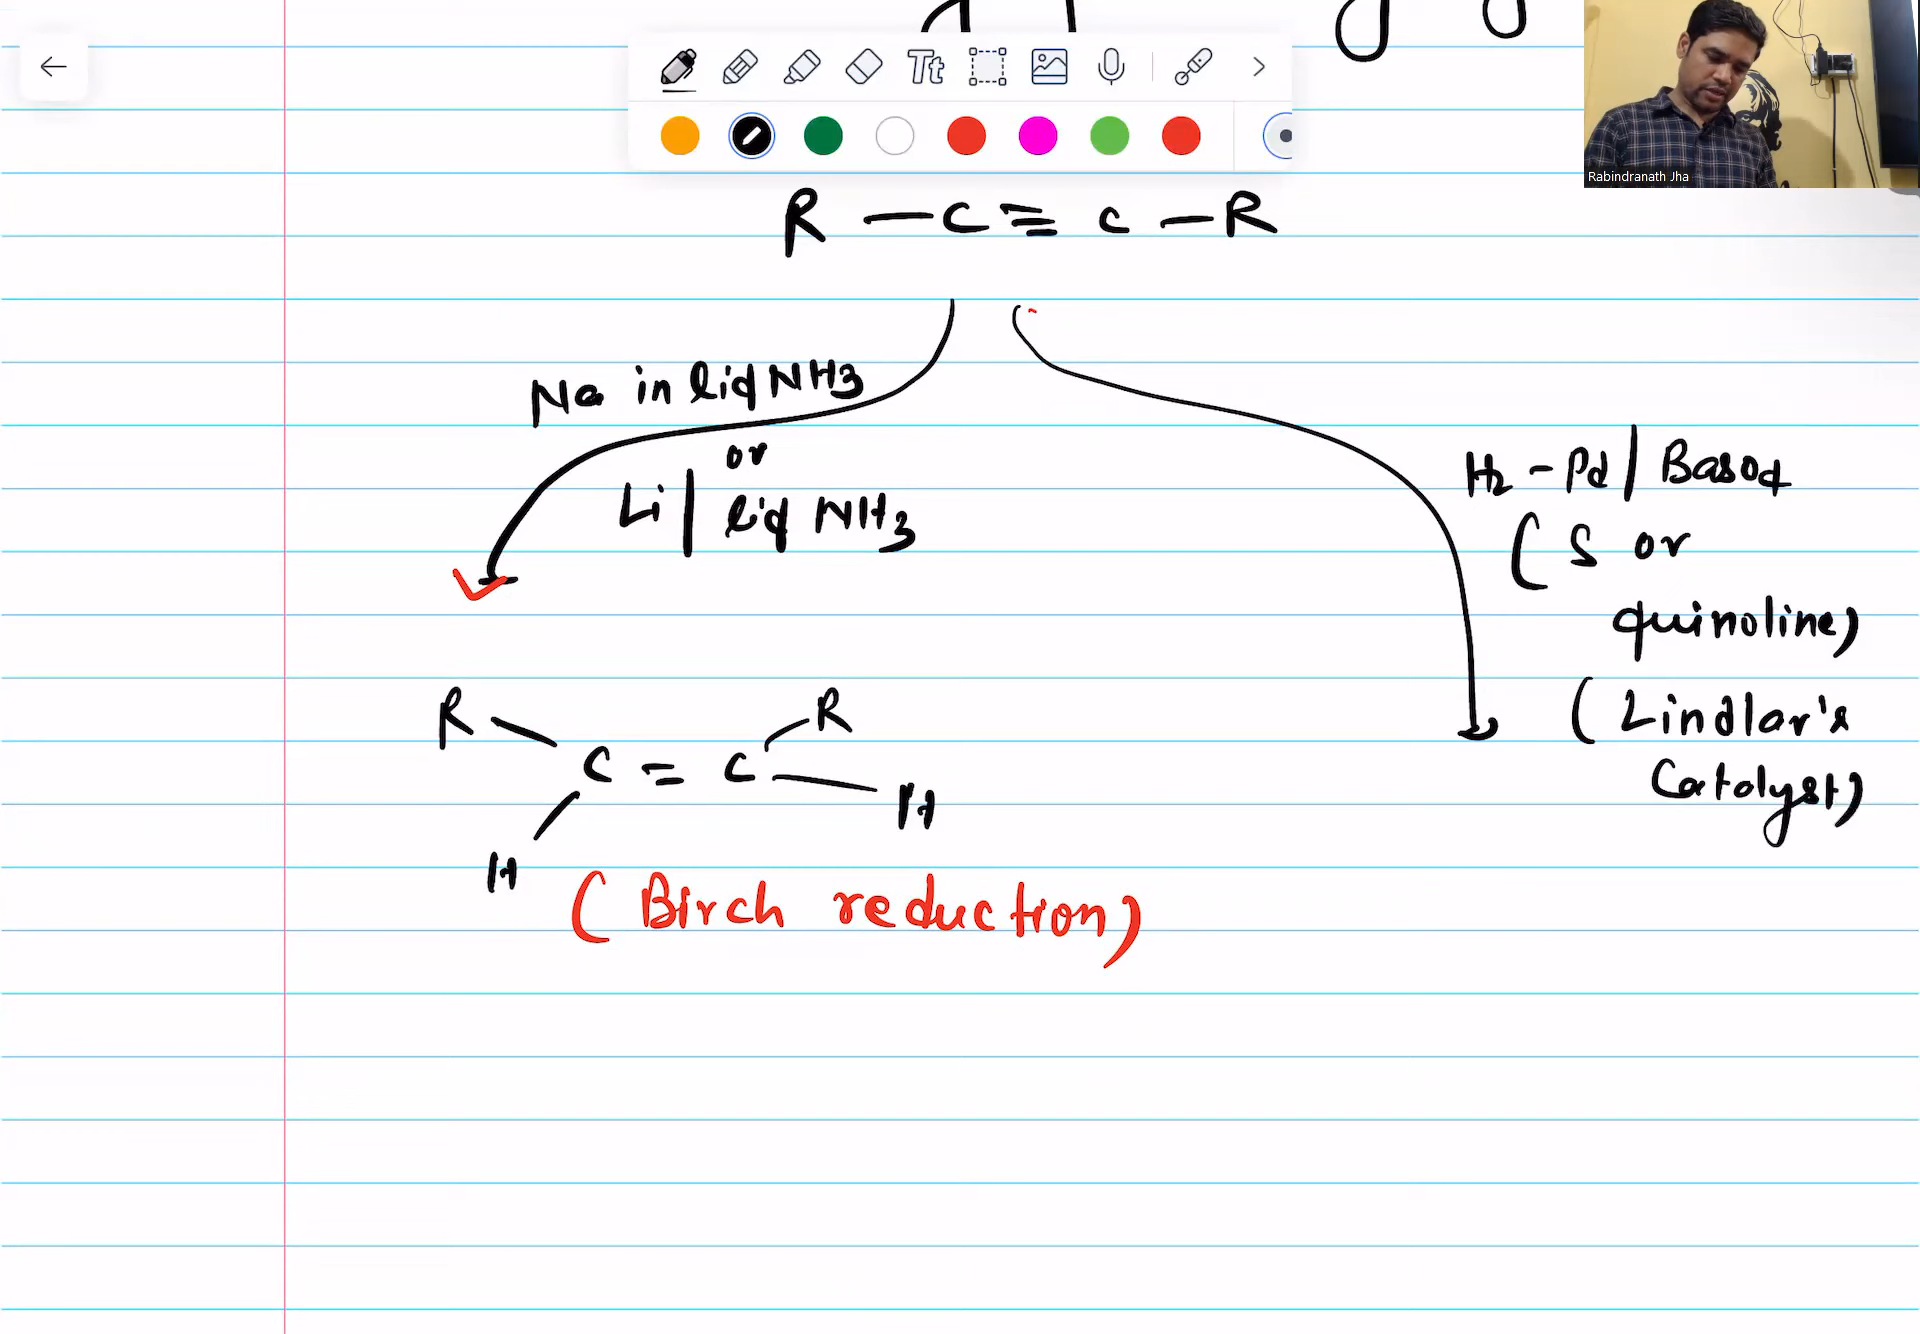 Tt
Rabindranath Jha
R — C ≡ C — R
Na in liq NH3
or
Li | liq NH3
H2 - Pd | BaSO4
( S or
quinoline)
( Lindlar's
Catalyst)
R R
C = C
H
H
( Birch reduction)